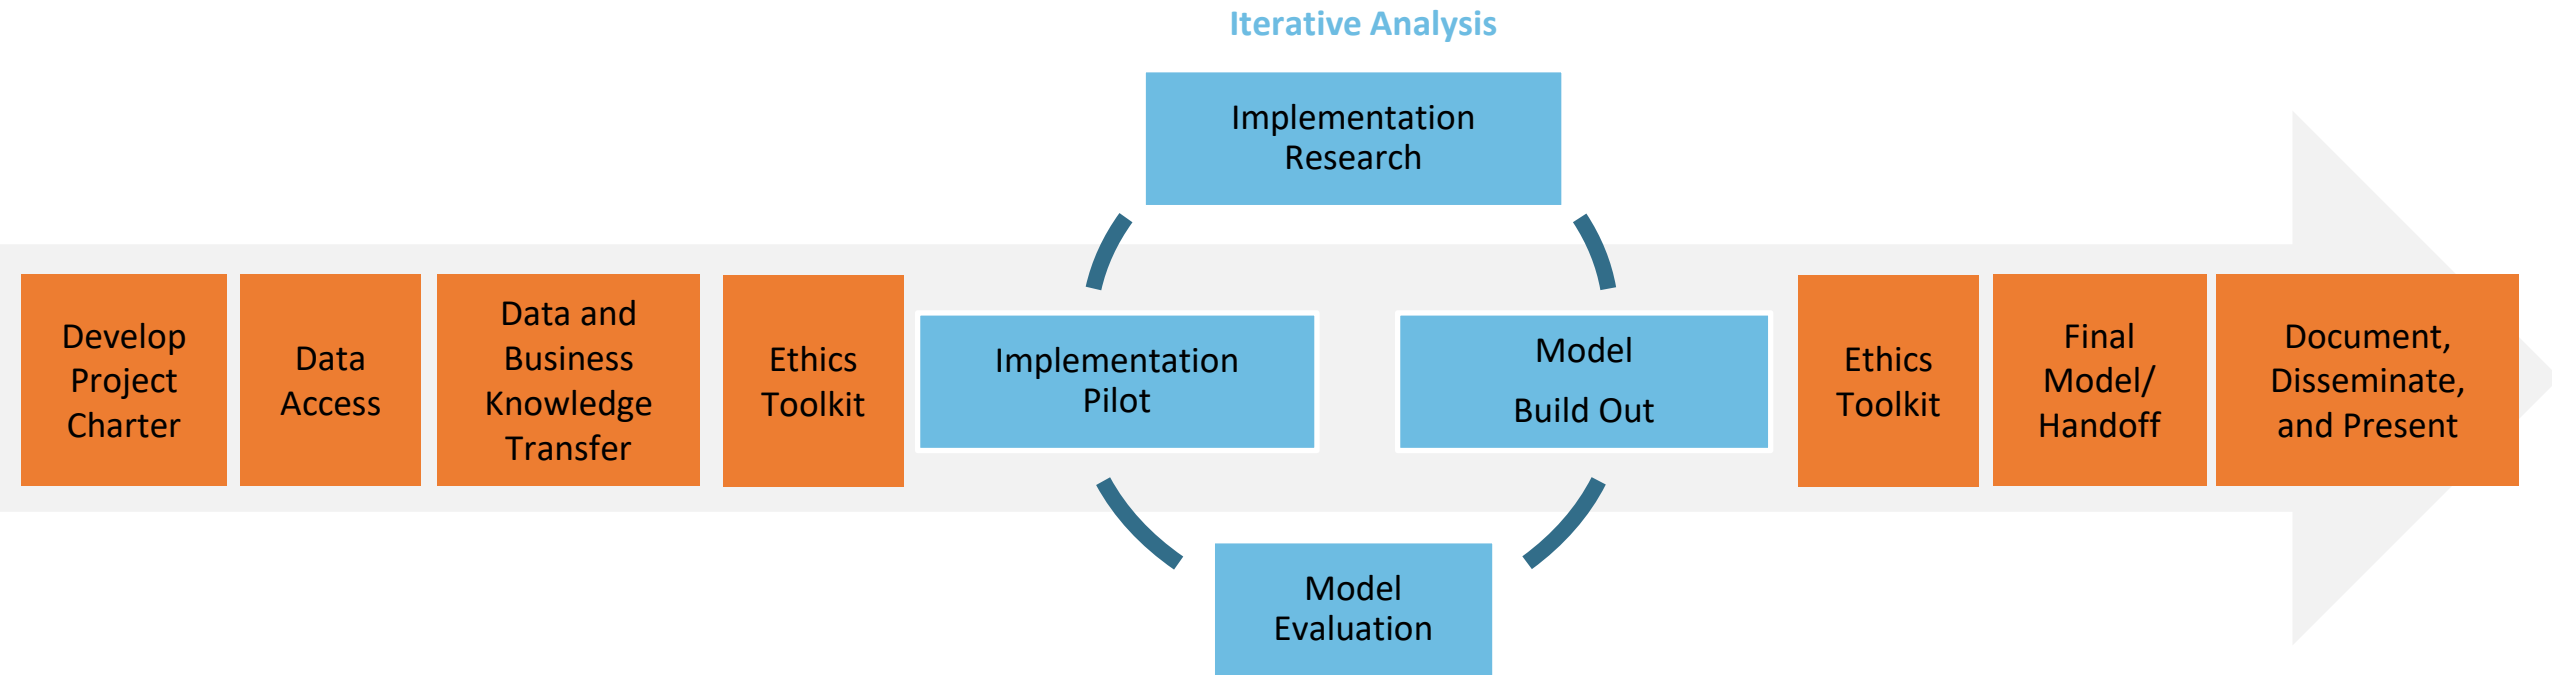 Iterative Analysis
Implementation
Research
Develop
Project
Charter
Data
Access
Data and
Business
Knowledge
Transfer
Ethics
Toolkit
Implementation
Pilot
Model
Build Out
Model
Evaluation
Ethics
Toolkit
Final
Model/
Handoff
Document,
Disseminate,
and Present